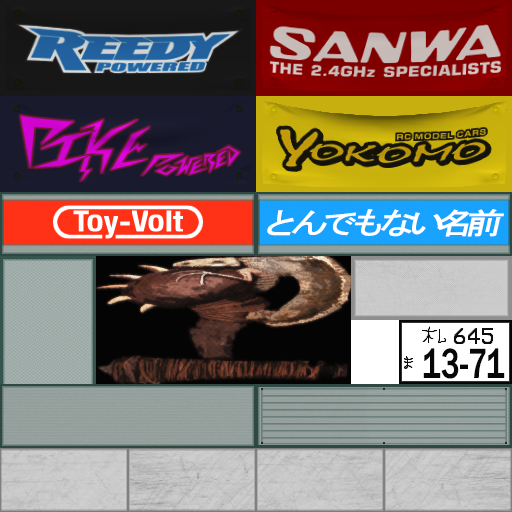 REEDY
POWERED
SANWA
THE 2.4GHz SPECIALISTS
PIKE POWERED
RC MODEL CARS
YOKOMO
Toy-Volt
とんでもない名前
札 645
ま 13-71